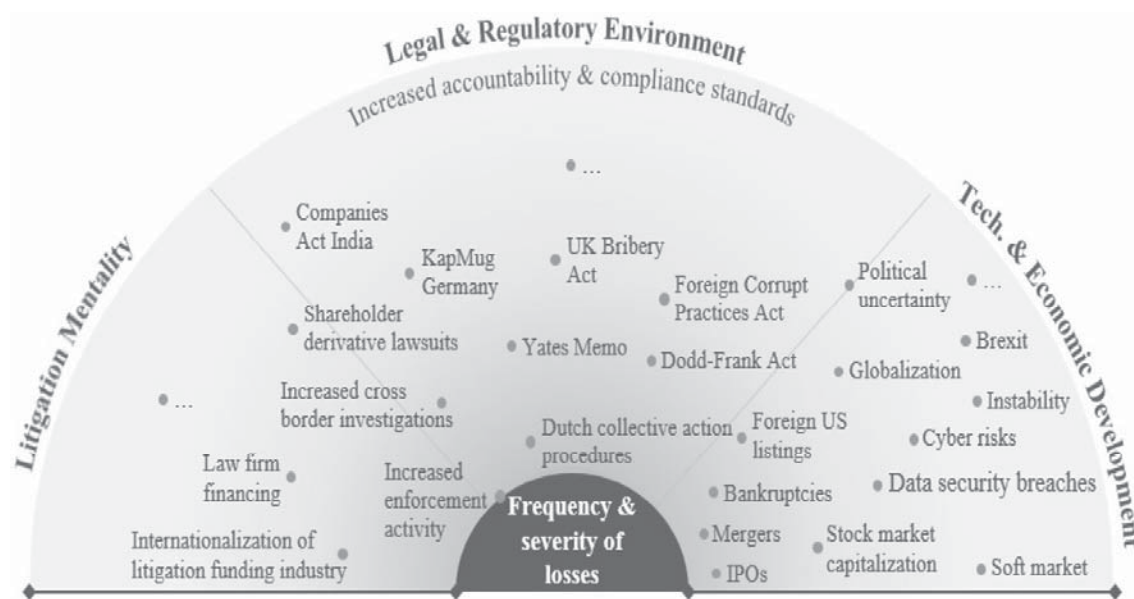 Legal & Regulatory Environment
Increased accountability & compliance standards
Litigation Mentality
Tech. & Economic Development
...
Companies
Act India
KapMug
Germany
UK Bribery
Act
Foreign Corrupt
Practices Act
Political
uncertainty
...
Shareholder
derivative lawsuits
Yates Memo
Dodd-Frank Act
Brexit
Globalization
...
Increased cross
border investigations
Instability
Dutch collective action
procedures
Foreign US
listings
Cyber risks
Law firm
financing
Increased
enforcement
activity
Bankruptcies
Data security breaches
Frequency &
severity of
losses
Internationalization of
litigation funding industry
Mergers
IPOs
Stock market
capitalization
Soft market